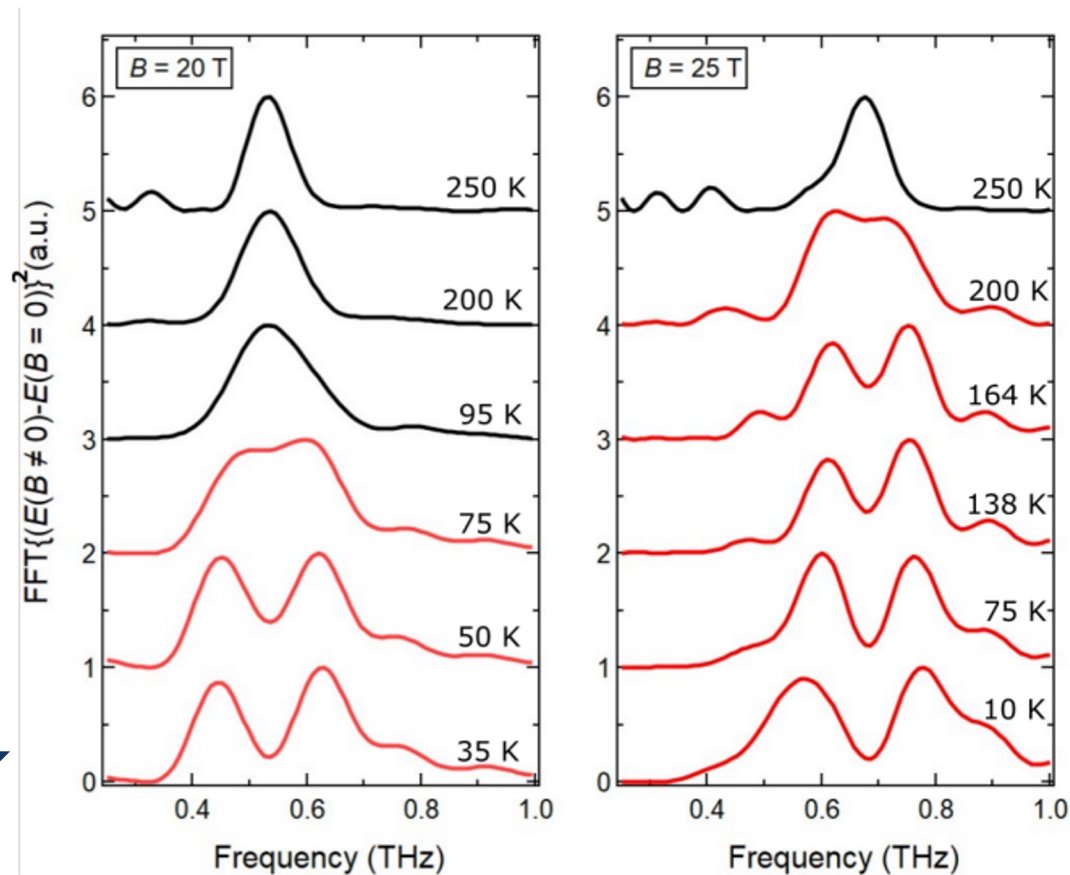 B = 20 T
6
250 K
5
200 K
4
95 K
3
75 K
2
50 K
1
35 K
0
0.4 0.6 0.8 1.0
Frequency (THz)
FFT{(E(B ≠ 0)-E(B = 0)}² (a.u.)
B = 25 T
6
250 K
5
200 K
4
164 K
3
138 K
2
75 K
1
10 K
0
0.4 0.6 0.8 1.0
Frequency (THz)